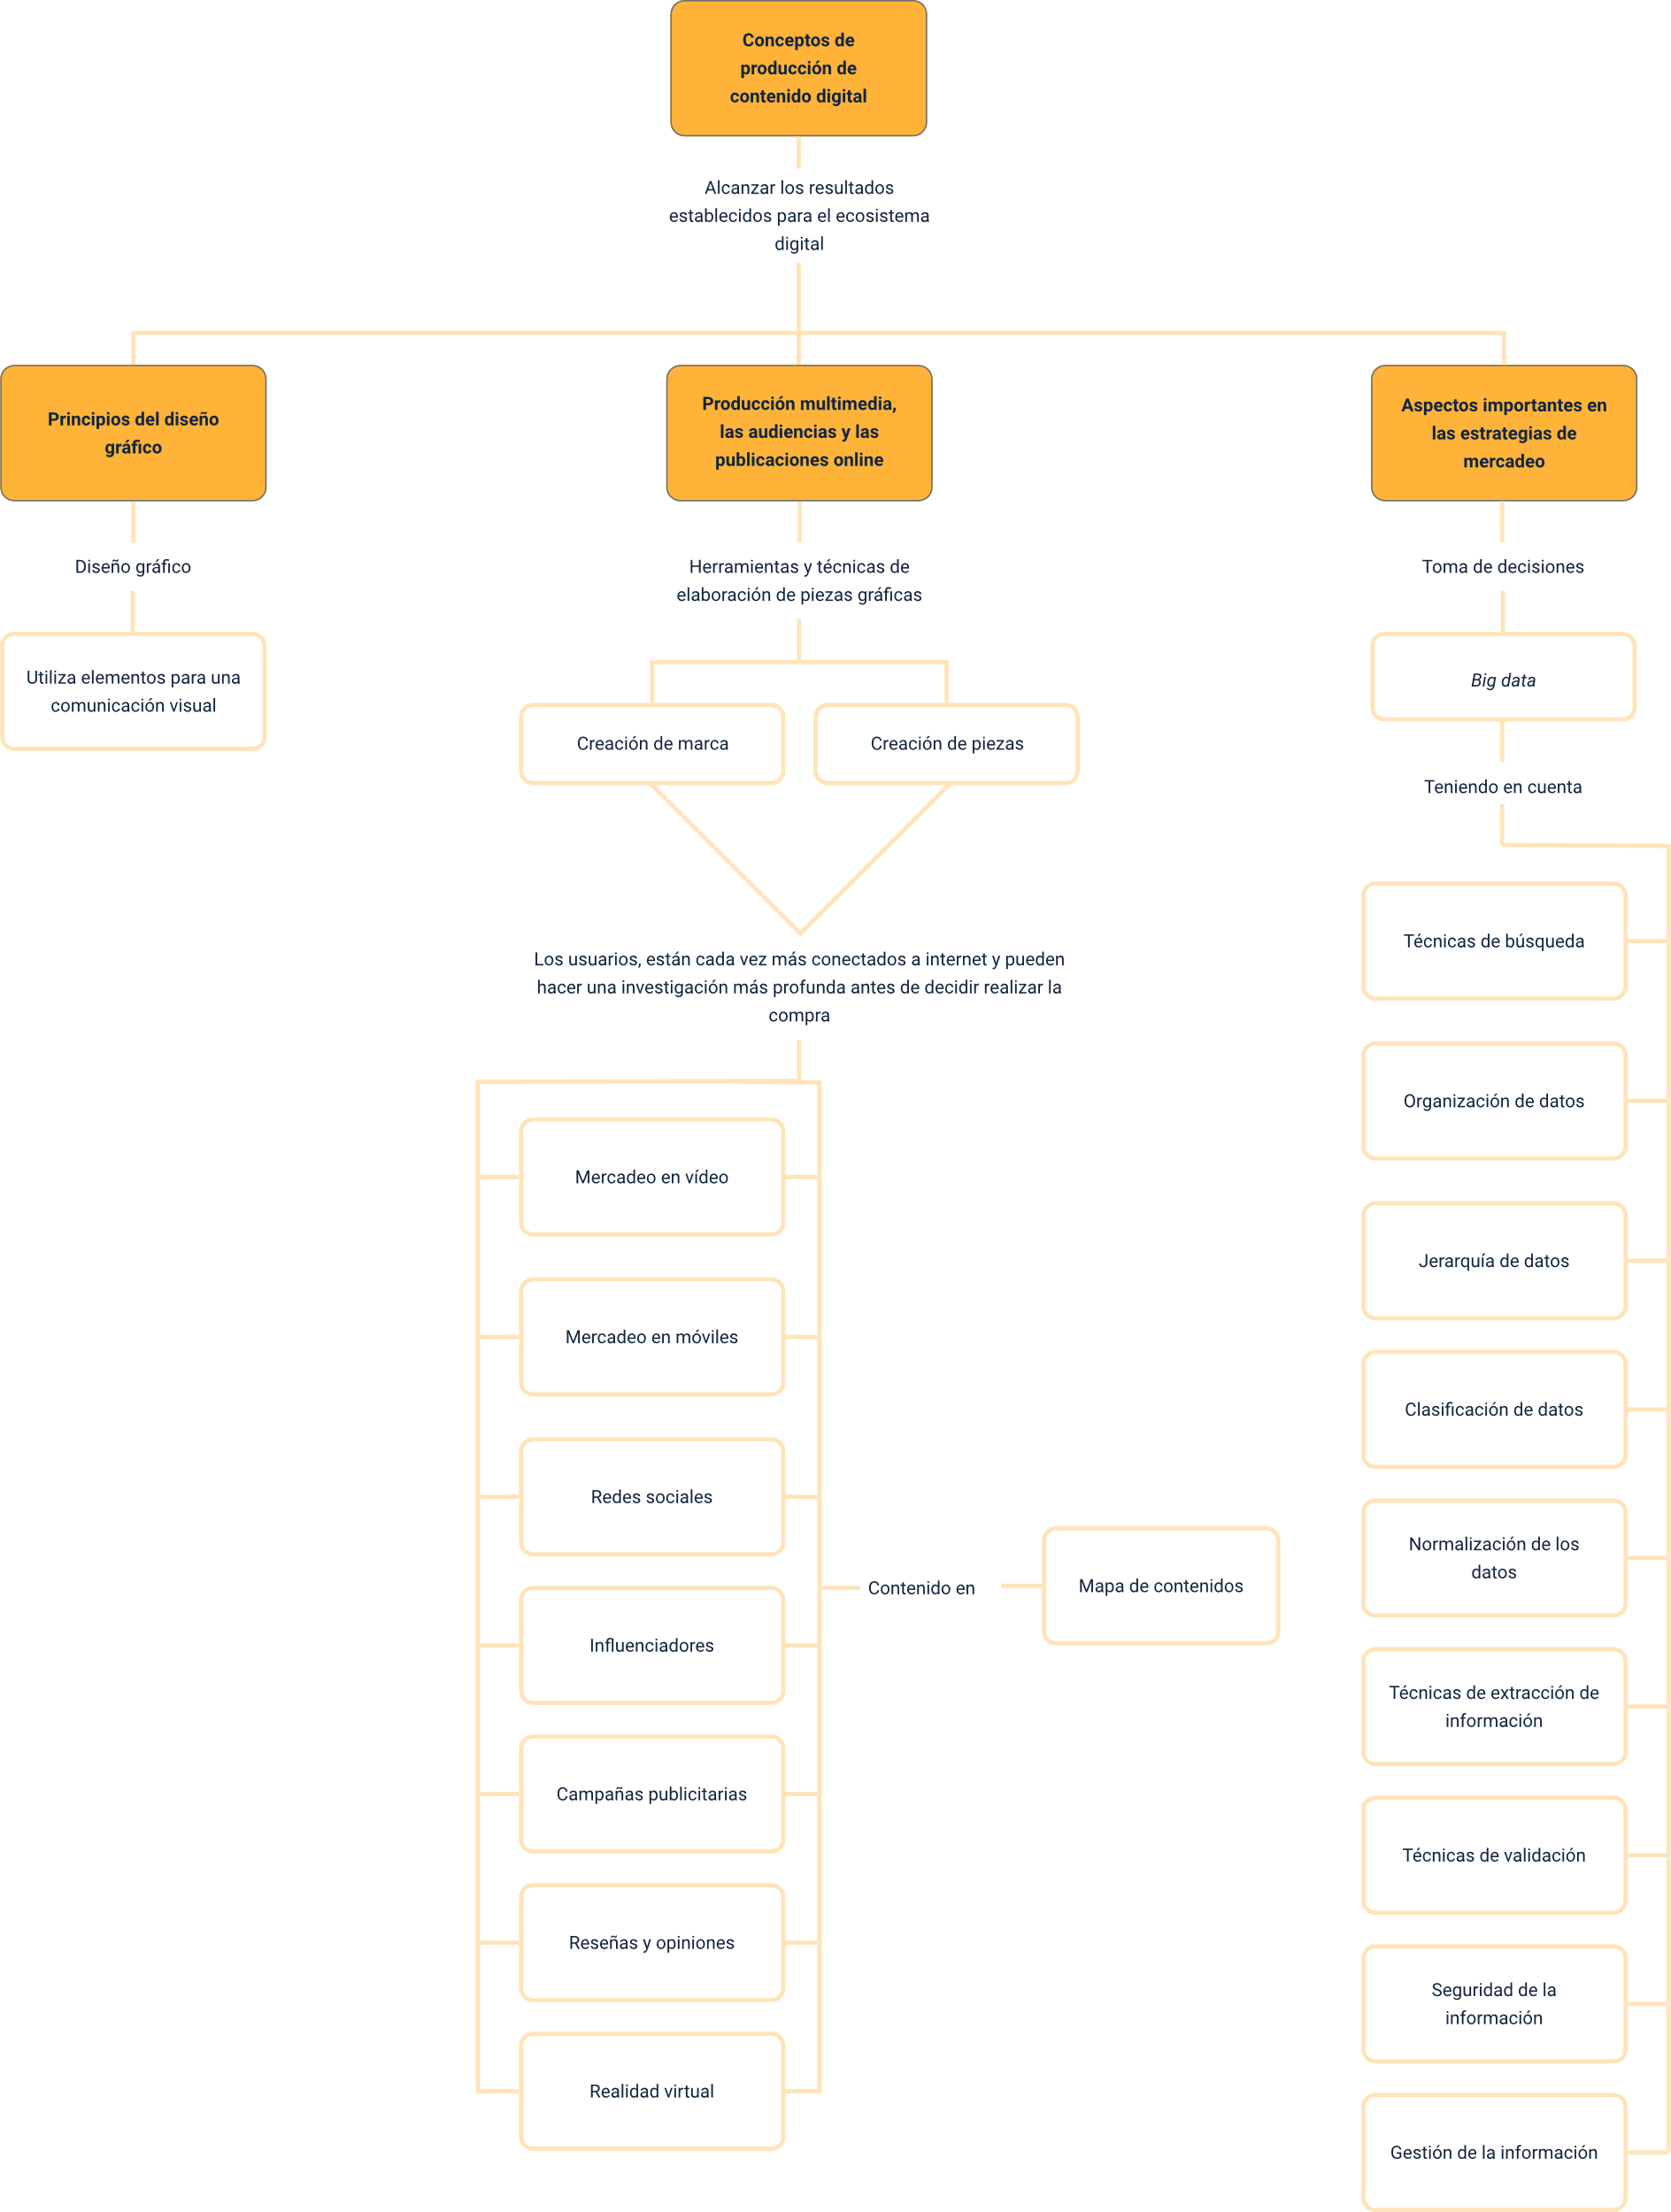 Conceptos de
producción de
contenido digital
Alcanzar los resultados
establecidos para el ecosistema
digital
Principios del diseño
gráfico
Diseño gráfico
Utiliza elementos para una
comunicación visual
Producción multimedia,
las audiencias y las
publicaciones online
Herramientas y técnicas de
elaboración de piezas gráficas
Creación de marca
Creación de piezas
Los usuarios, están cada vez más conectados a internet y pueden
hacer una investigación más profunda antes de decidir realizar la
compra
Mercadeo en vídeo
Mercadeo en móviles
Redes sociales
Influenciadores
Campañas publicitarias
Reseñas y opiniones
Realidad virtual
Contenido en
Mapa de contenidos
Aspectos importantes en
las estrategias de
mercadeo
Toma de decisiones
Big data
Teniendo en cuenta
Técnicas de búsqueda
Organización de datos
Jerarquía de datos
Clasificación de datos
Normalización de los
datos
Técnicas de extracción de
información
Técnicas de validación
Seguridad de la
información
Gestión de la información